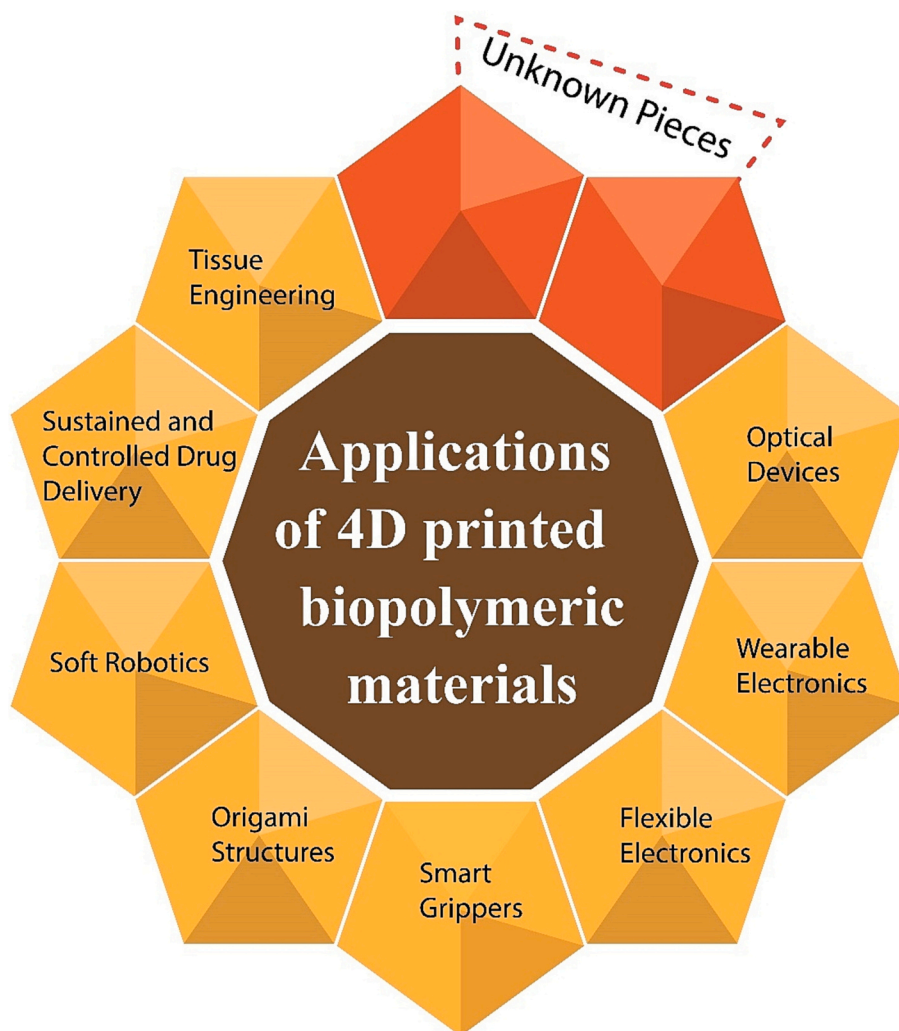 Unknown Pieces
Tissue
Engineering
Sustained and
Controlled Drug
Delivery
Optical
Devices
Applications
of 4D printed
biopolymeric
materials
Soft Robotics
Wearable
Electronics
Origami
Structures
Smart
Grippers
Flexible
Electronics